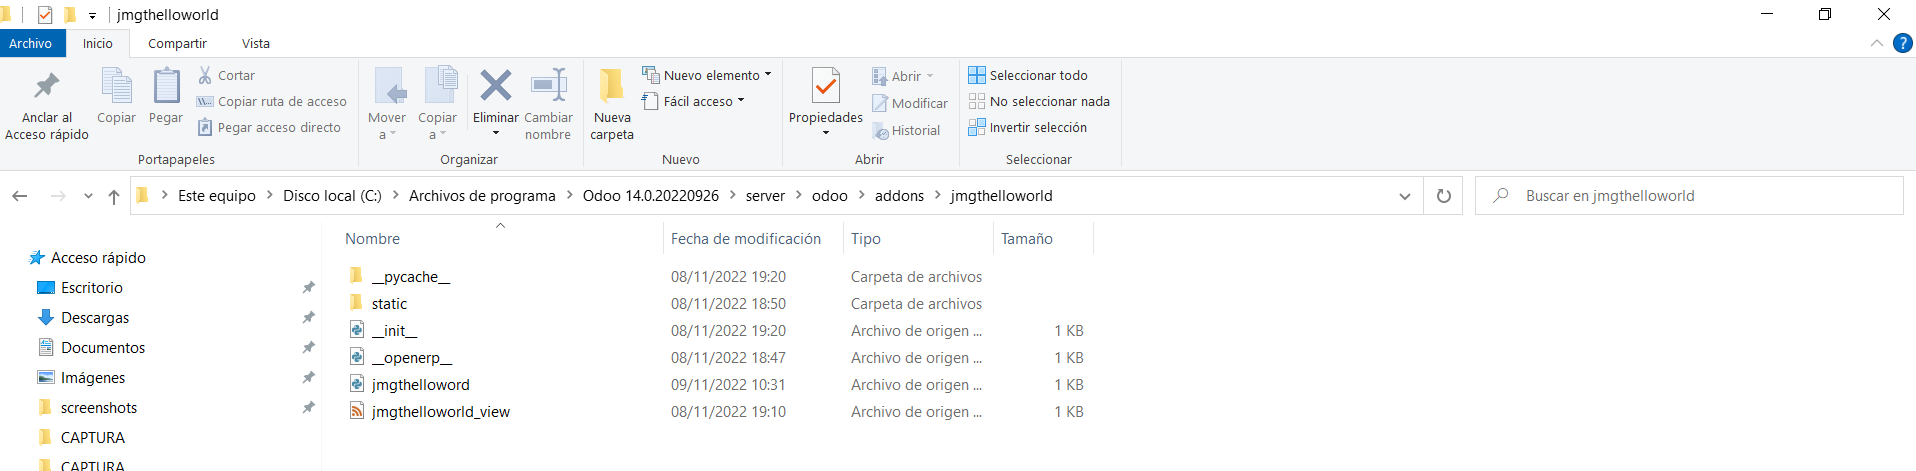 jmgthelloworld
Archivo Inicio Compartir Vista
Anclar al Acceso rápido
Copiar
Pegar
Cortar
Copiar ruta de acceso
Pegar acceso directo
Portapapeles
Mover a
Copiar a
Eliminar
Cambiar nombre
Organizar
Nueva carpeta
Nuevo elemento
Fácil acceso
Nuevo
Propiedades
Abrir
Modificar
Historial
Abrir
Seleccionar todo
No seleccionar nada
Invertir selección
Seleccionar
Este equipo > Disco local (C:) > Archivos de programa > Odoo 14.0.20220926 > server > odoo > addons > jmgthelloworld
Buscar en jmgthelloworld
Acceso rápido
Escritorio
Descargas
Documentos
Imágenes
screenshots
CAPTURA
CAPTURA
Nombre Fecha de modificación Tipo Tamaño
__pycache__ 08/11/2022 19:20 Carpeta de archivos
static 08/11/2022 18:50 Carpeta de archivos
__init__ 08/11/2022 19:20 Archivo de origen ... 1 KB
__openerp__ 08/11/2022 18:47 Archivo de origen ... 1 KB
jmgthelloword 09/11/2022 10:31 Archivo de origen ... 1 KB
jmgthelloworld_view 08/11/2022 19:10 Archivo de origen ... 1 KB